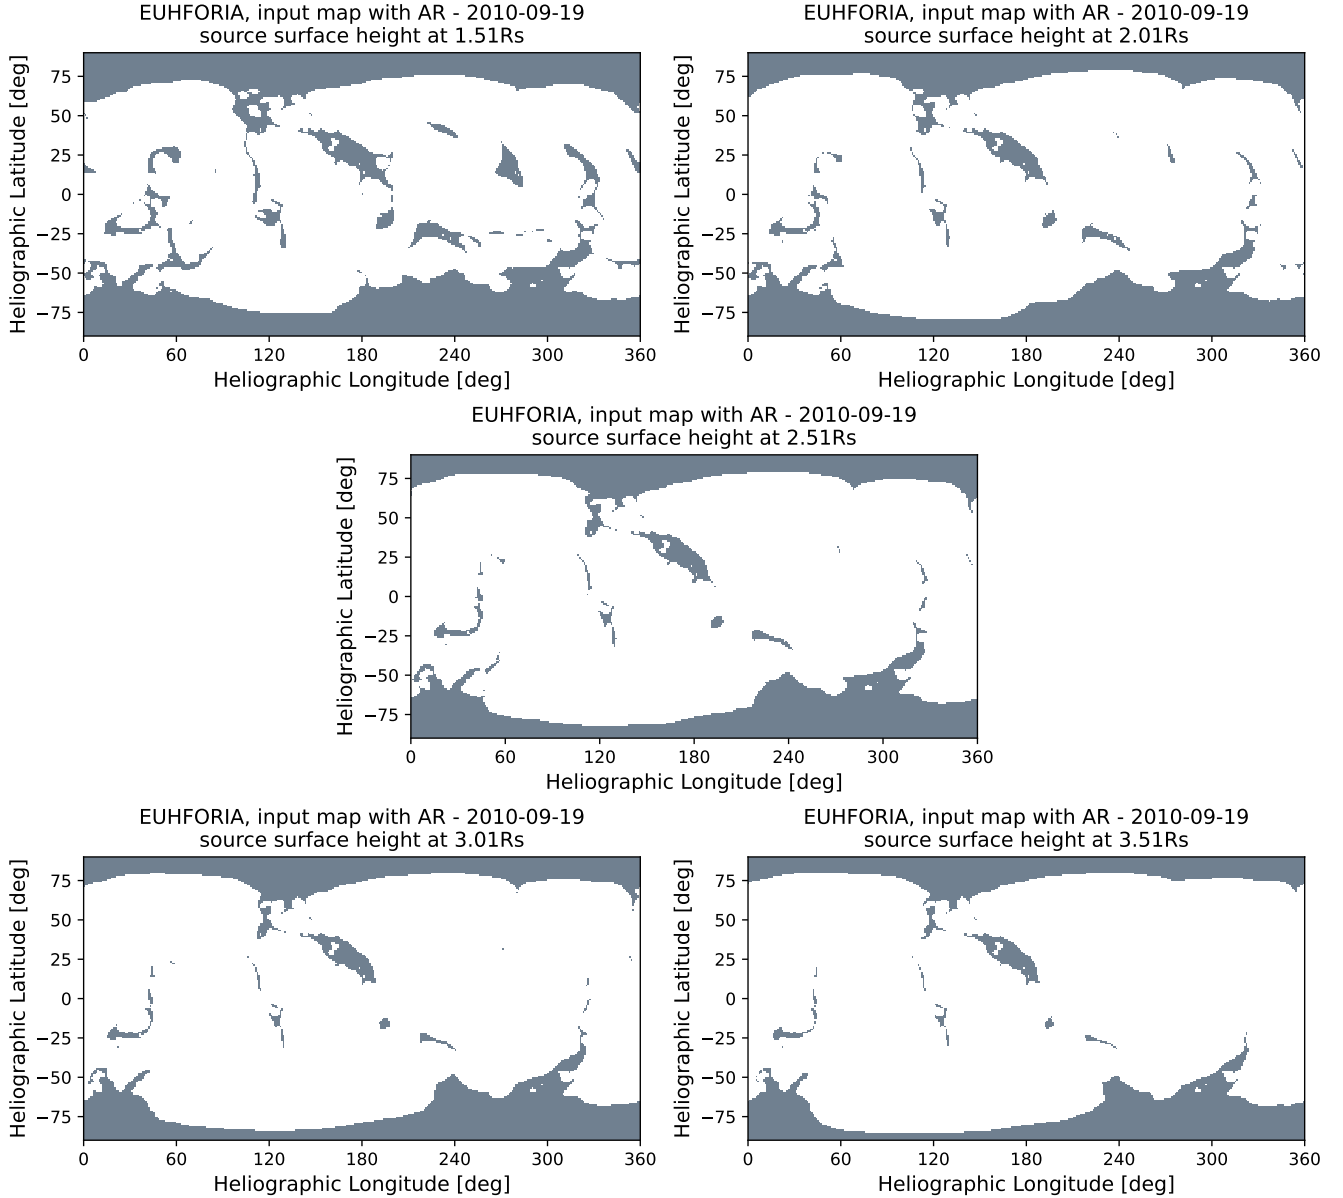 EUHFORIA, input map with AR - 2010-09-19
source surface height at 1.51Rs
Heliographic Latitude [deg]
75
50
25
0
−25
−50
−75
0 60 120 180 240 300 360
Heliographic Longitude [deg]
EUHFORIA, input map with AR - 2010-09-19
source surface height at 2.01Rs
Heliographic Latitude [deg]
75
50
25
0
−25
−50
−75
0 60 120 180 240 300 360
Heliographic Longitude [deg]
EUHFORIA, input map with AR - 2010-09-19
source surface height at 2.51Rs
Heliographic Latitude [deg]
75
50
25
0
−25
−50
−75
0 60 120 180 240 300 360
Heliographic Longitude [deg]
EUHFORIA, input map with AR - 2010-09-19
source surface height at 3.01Rs
Heliographic Latitude [deg]
75
50
25
0
−25
−50
−75
0 60 120 180 240 300 360
Heliographic Longitude [deg]
EUHFORIA, input map with AR - 2010-09-19
source surface height at 3.51Rs
Heliographic Latitude [deg]
75
50
25
0
−25
−50
−75
0 60 120 180 240 300 360
Heliographic Longitude [deg]